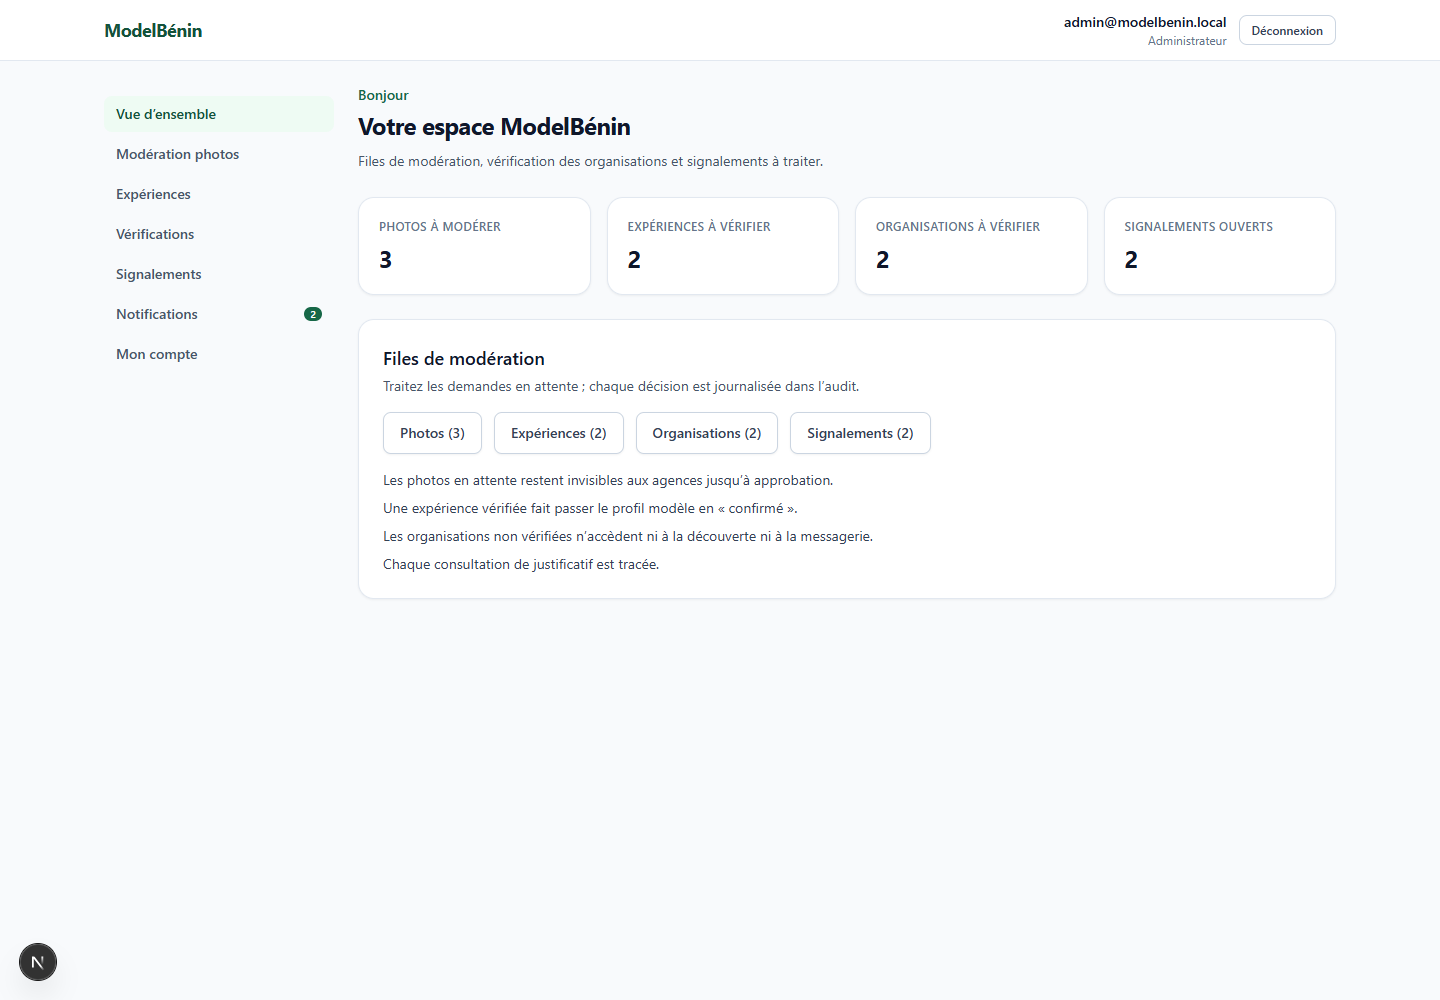 ModelBénin
admin@modelbenin.local
Administrateur
Déconnexion
Vue d’ensemble
Modération photos
Expériences
Vérifications
Signalements
Notifications 2
Mon compte
Bonjour
Votre espace ModelBénin
Files de modération, vérification des organisations et signalements à traiter.
PHOTOS À MODÉRER
3
EXPÉRIENCES À VÉRIFIER
2
ORGANISATIONS À VÉRIFIER
2
SIGNALEMENTS OUVERTS
2
Files de modération
Traitez les demandes en attente ; chaque décision est journalisée dans l’audit.
Photos (3)
Expériences (2)
Organisations (2)
Signalements (2)
Les photos en attente restent invisibles aux agences jusqu’à approbation.
Une expérience vérifiée fait passer le profil modèle en « confirmé ».
Les organisations non vérifiées n’accèdent ni à la découverte ni à la messagerie.
Chaque consultation de justificatif est tracée.
N